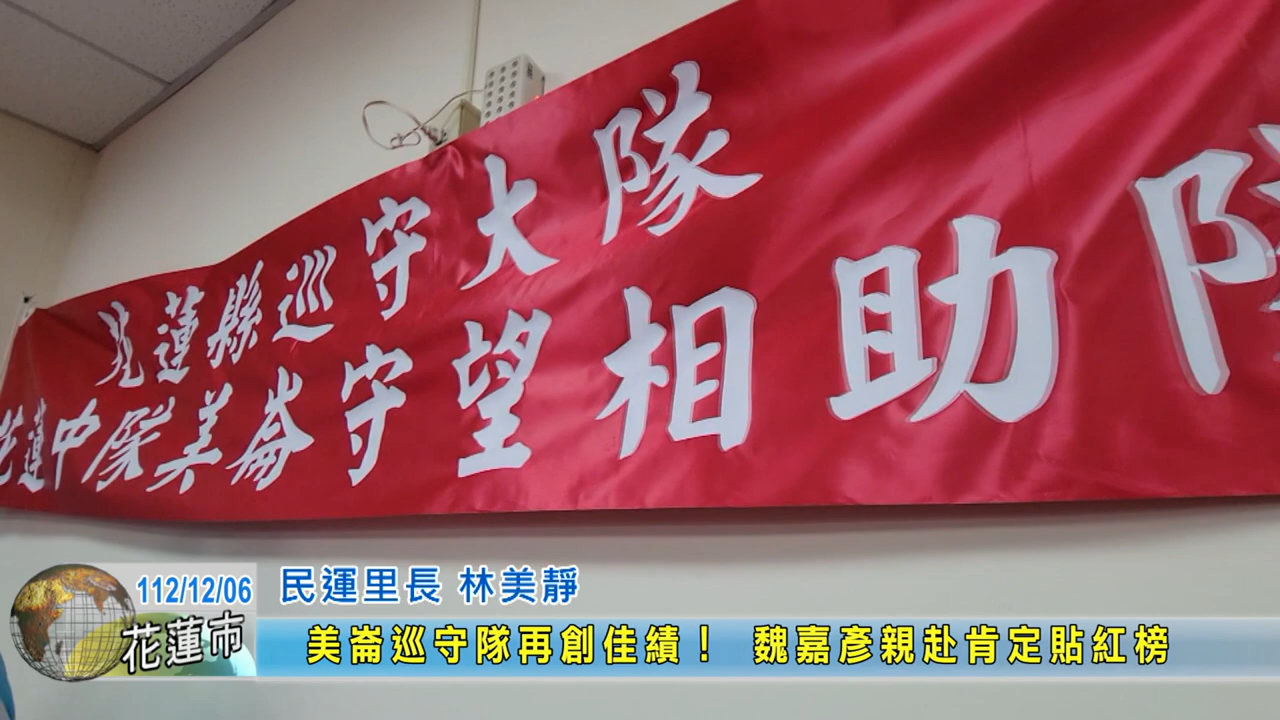 花蓮縣巡守大隊
花蓮中隊美崙守望相助隊
112/12/06
花蓮市
民運里長 林美靜
美崙巡守隊再創佳績！ 魏嘉彥親赴肯定貼紅榜